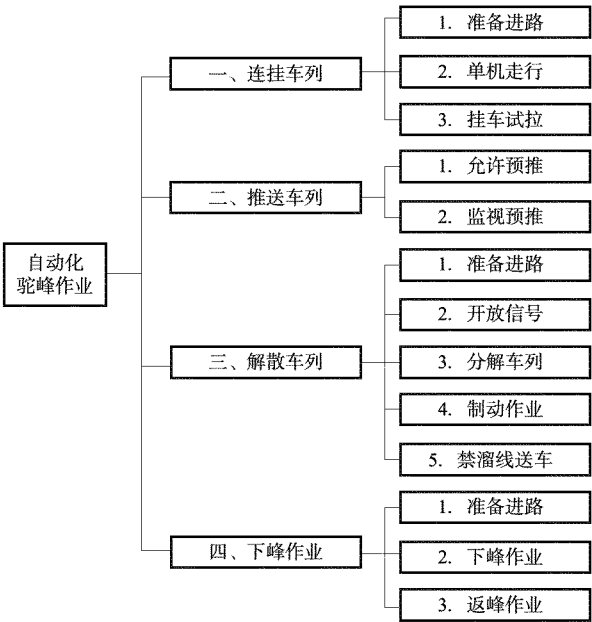 自动化
驼峰作业
一、连挂车列
1. 准备进路
2. 单机走行
3. 挂车试拉
二、推送车列
1. 允许预推
2. 监视预推
三、解散车列
1. 准备进路
2. 开放信号
3. 分解车列
4. 制动作业
5. 禁溜线送车
四、下峰作业
1. 准备进路
2. 下峰作业
3. 返峰作业